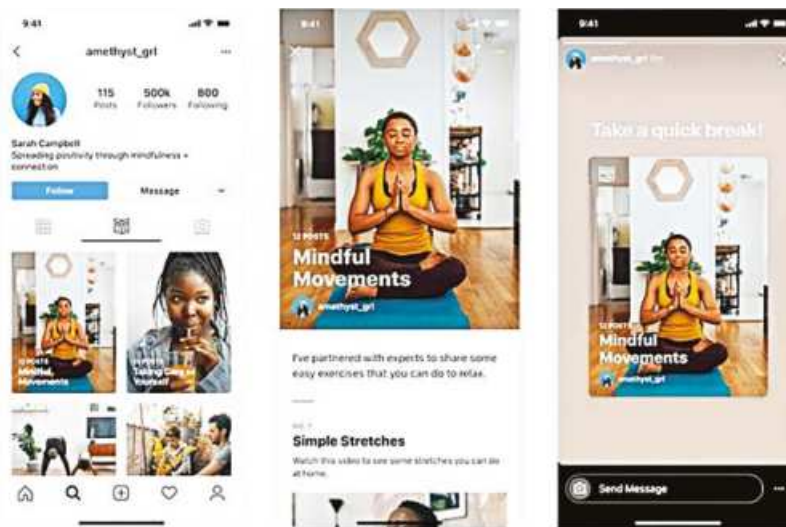 9:41
amethyst_grl
115
500k
800
Posts
Followers
Following
Sarah Campbell
Spreading positivity through mindfulness +
connection
Follow
Message
12 POSTS
Mindful
Movements
Taking Care of
Yourself
9:41
12 POSTS
Mindful
Movements
amethyst_grl
I've partnered with experts to share some
easy exercises that you can do to relax.
NO. 1
Simple Stretches
Watch this video to see some stretches you can do
at home.
9:41
amethyst_grl
Take a quick break!
12 POSTS
Mindful
Movements
amethyst_grl
Send Message